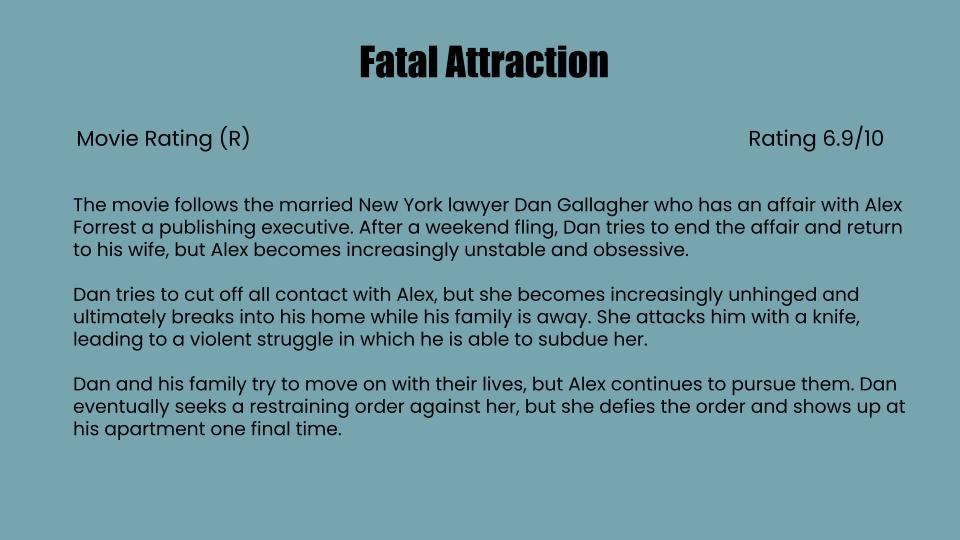 Fatal Attraction
Movie Rating (R)
Rating 6.9/10
The movie follows the married New York lawyer Dan Gallagher who has an affair with Alex
Forrest a publishing executive. After a weekend fling, Dan tries to end the affair and return
to his wife, but Alex becomes increasingly unstable and obsessive.
Dan tries to cut off all contact with Alex, but she becomes increasingly unhinged and
ultimately breaks into his home while his family is away. She attacks him with a knife,
leading to a violent struggle in which he is able to subdue her.
Dan and his family try to move on with their lives, but Alex continues to pursue them. Dan
eventually seeks a restraining order against her, but she defies the order and shows up at
his apartment one final time.